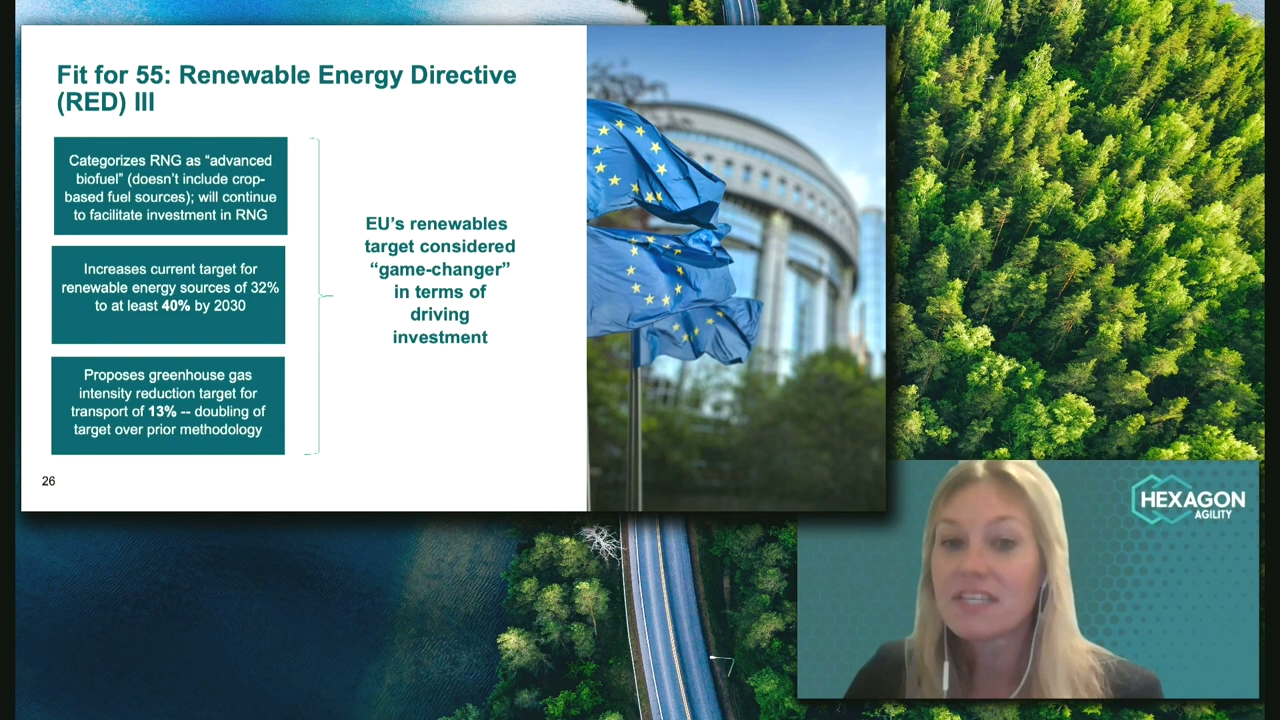 Fit for 55: Renewable Energy Directive
(RED) III
Categorizes RNG as “advanced
biofuel” (doesn’t include crop-
based fuel sources); will continue
to facilitate investment in RNG
Increases current target for
renewable energy sources of 32%
to at least 40% by 2030
Proposes greenhouse gas
intensity reduction target for
transport of 13% -- doubling of
target over prior methodology
EU’s renewables
target considered
“game-changer”
in terms of
driving
investment
26
HEXAGON
AGILITY